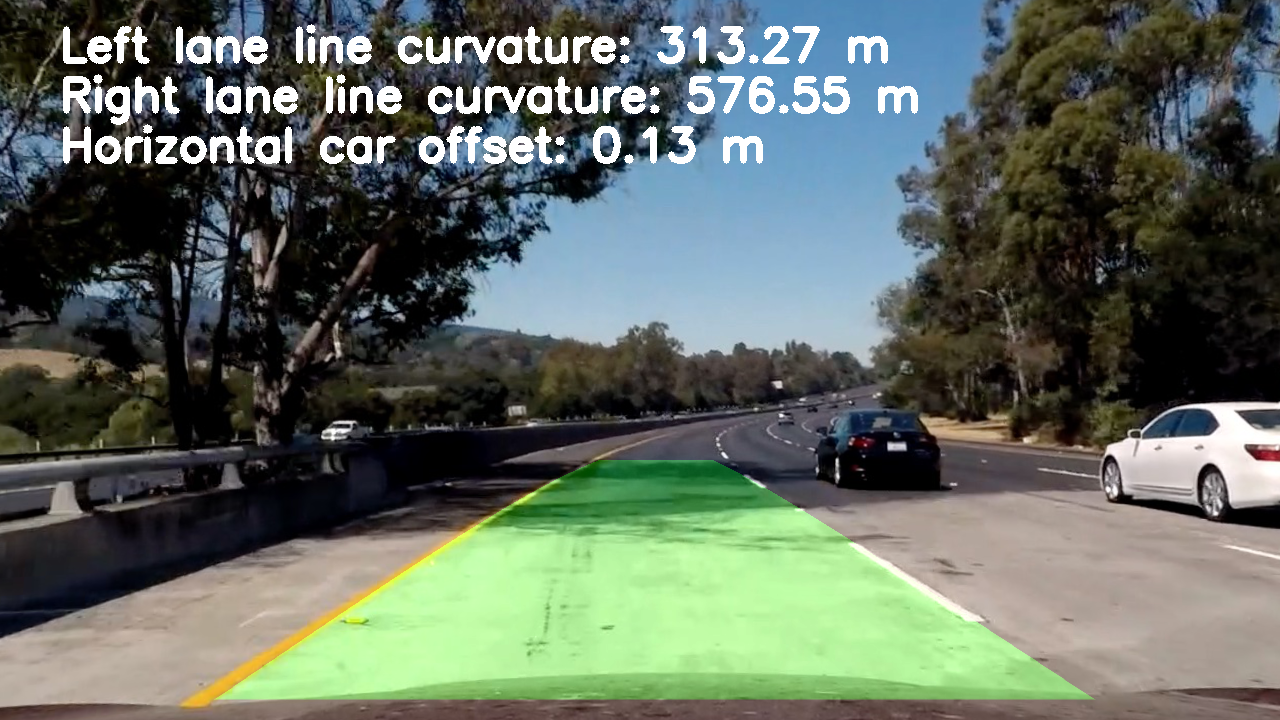 Left lane line curvature: 313.27 m
Right lane line curvature: 576.55 m
Horizontal car offset: 0.13 m